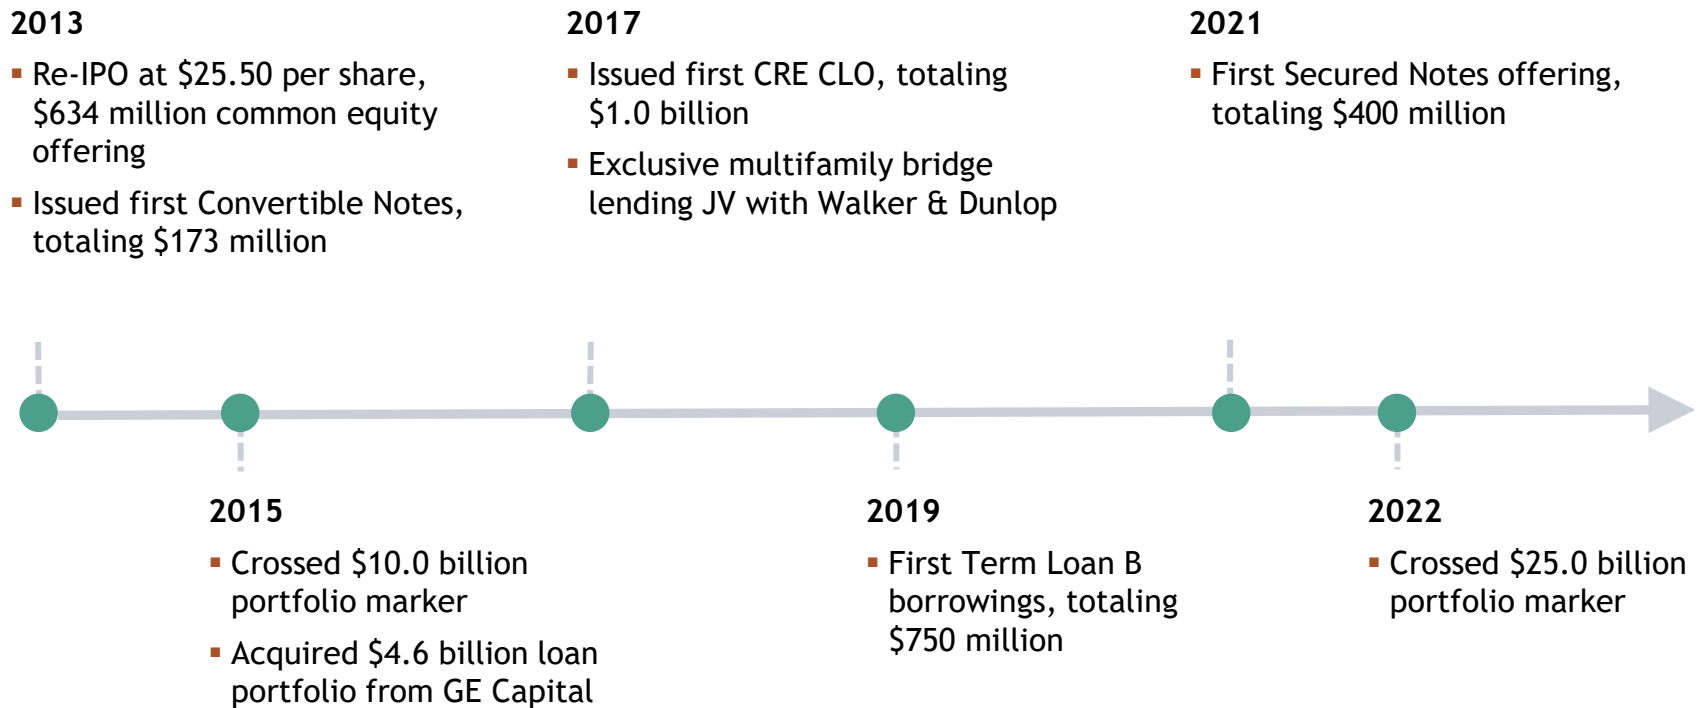 2013
▪ Re-IPO at $25.50 per share,
$634 million common equity
offering
▪ Issued first Convertible Notes,
totaling $173 million
2017
▪ Issued first CRE CLO, totaling
$1.0 billion
▪ Exclusive multifamily bridge
lending JV with Walker & Dunlop
2021
▪ First Secured Notes offering,
totaling $400 million
2015
▪ Crossed $10.0 billion
portfolio marker
▪ Acquired $4.6 billion loan
portfolio from GE Capital
2019
▪ First Term Loan B
borrowings, totaling
$750 million
2022
▪ Crossed $25.0 billion
portfolio marker